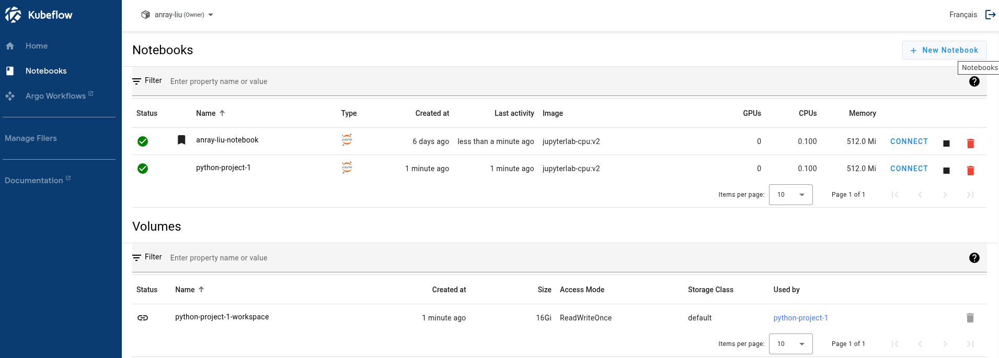 Kubeflow
anray-liu (Owner)
Français
Home
Notebooks
Argo Workflows
Manage Filers
Documentation
Notebooks
New Notebook
Notebooks
Filter Enter property name or value
Status Name Type Created at Last activity Image GPUs CPUs Memory
anray-liu-notebook jupyter 6 days ago less than a minute ago jupyterlab-cpu:v2 0 0.100 512.0 Mi CONNECT
python-project-1 jupyter 1 minute ago 1 minute ago jupyterlab-cpu:v2 0 0.100 512.0 Mi CONNECT
Items per page: 10 Page 1 of 1
Volumes
Filter Enter property name or value
Status Name Created at Size Access Mode Storage Class Used by
python-project-1-workspace 1 minute ago 16Gi ReadWriteOnce default python-project-1
Items per page: 10 Page 1 of 1